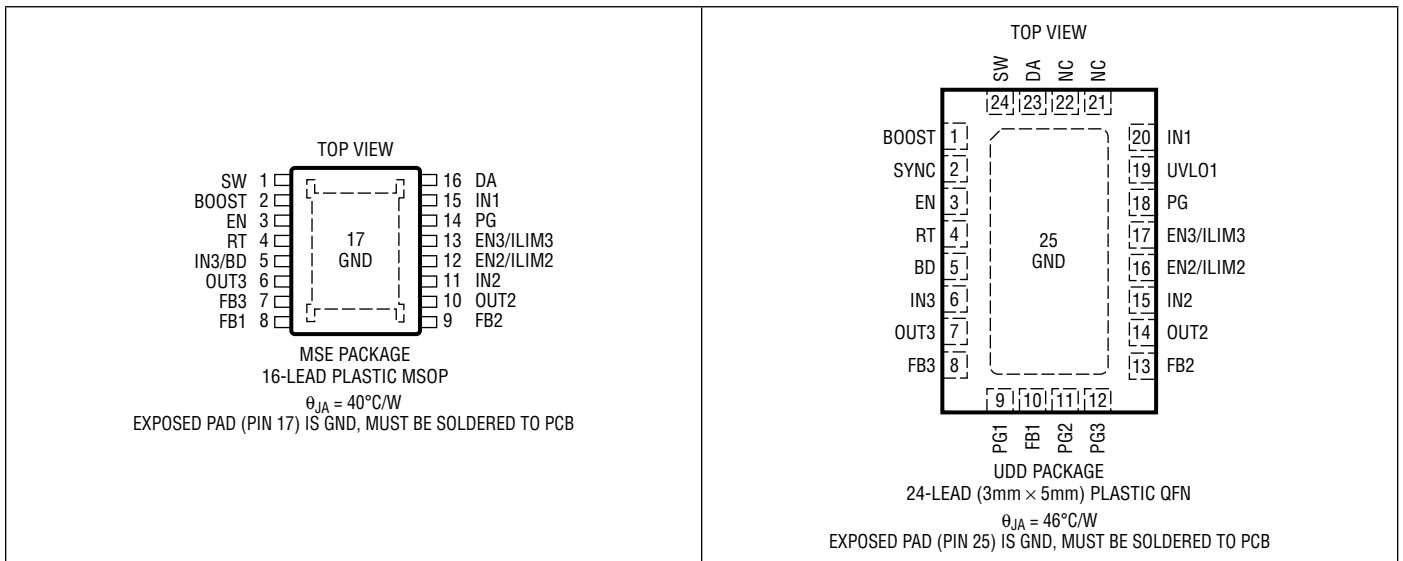 TOP VIEW
SW 1
BOOST 2
EN 3
RT 4
IN3/BD 5
OUT3 6
FB3 7
FB1 8
17
GND
16 DA
15 IN1
14 PG
13 EN3/ILIM3
12 EN2/ILIM2
11 IN2
10 OUT2
9 FB2
MSE PACKAGE
16-LEAD PLASTIC MSOP
θJA = 40°C/W
EXPOSED PAD (PIN 17) IS GND, MUST BE SOLDERED TO PCB
TOP VIEW
SW DA NC NC
24 23 22 21
BOOST 1
SYNC 2
EN 3
RT 4
BD 5
IN3 6
OUT3 7
FB3 8
25
GND
20 IN1
19 UVLO1
18 PG
17 EN3/ILIM3
16 EN2/ILIM2
15 IN2
14 OUT2
13 FB2
9 10 11 12
PG1 FB1 PG2 PG3
UDD PACKAGE
24-LEAD (3mm × 5mm) PLASTIC QFN
θJA = 46°C/W
EXPOSED PAD (PIN 25) IS GND, MUST BE SOLDERED TO PCB